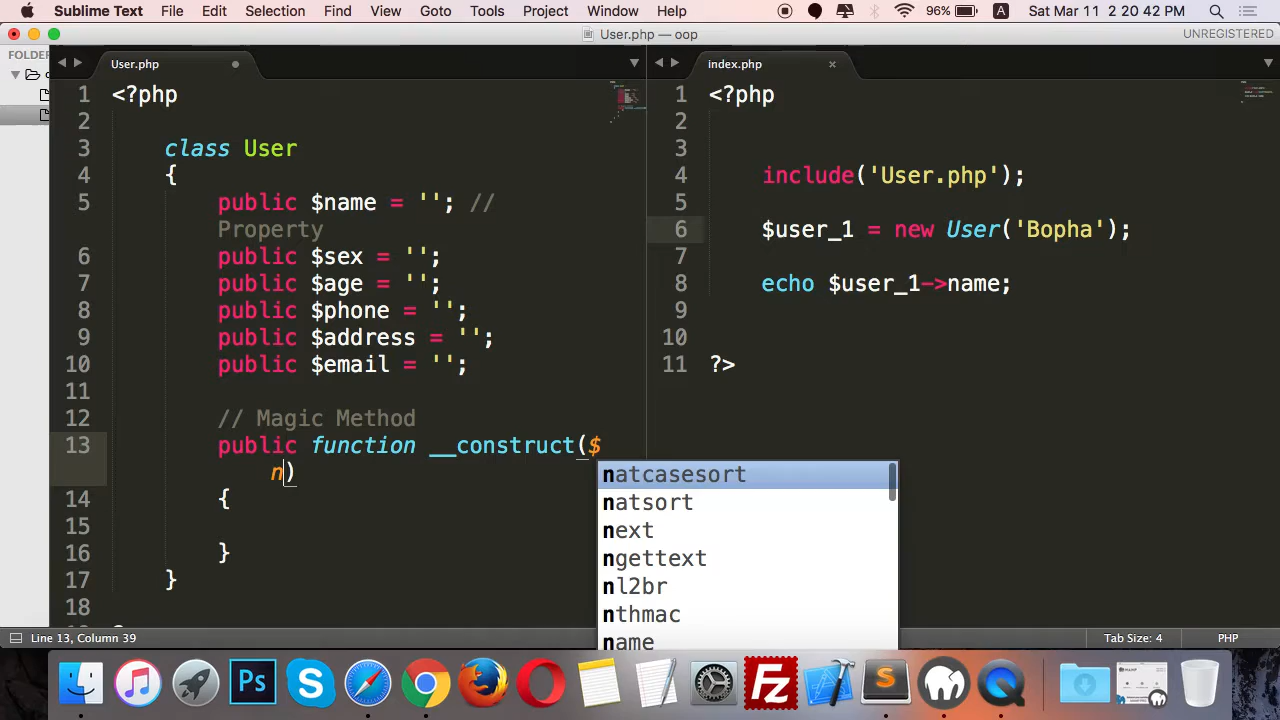 Sublime Text File Edit Selection Find View Goto Tools Project Window Help 96% A Sat Mar 11 2 20 42 PM
User.php — oop UNREGISTERED
FOLDER
User.php
index.php
1 <?php
2
3 class User
4 {
5 public $name = ''; //
Property
6 public $sex = '';
7 public $age = '';
8 public $phone = '';
9 public $address = '';
10 public $email = '';
11
12 // Magic Method
13 public function __construct($
n)
14 {
15
16 }
17 }
18
natcasesort
natsort
next
ngettext
nl2br
nthmac
name
1 <?php
2
3
4 include('User.php');
5
6 $user_1 = new User('Bopha');
7
8 echo $user_1->name;
9
10
11 ?>
Line 13, Column 39 Tab Size: 4 PHP
Ps
S
Fz
S